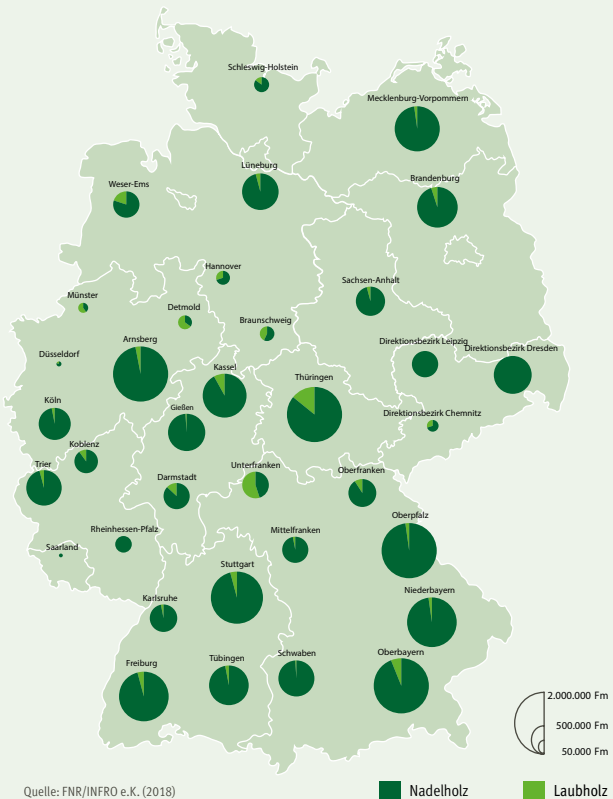 Schleswig-Holstein
Mecklenburg-Vorpommern
Lüneburg
Brandenburg
Weser-Ems
Hannover
Sachsen-Anhalt
Münster
Detmold
Braunschweig
Arnsberg
Direktionsbezirk Leipzig
Direktionsbezirk Dresden
Düsseldorf
Kassel
Thüringen
Köln
Gießen
Direktionsbezirk Chemnitz
Koblenz
Trier
Darmstadt
Unterfranken
Oberfranken
Oberpfalz
Rheinhessen-Pfalz
Mittelfranken
Saarland
Stuttgart
Niederbayern
Karlsruhe
Freiburg
Tübingen
Schwaben
Oberbayern
2.000.000 Fm
500.000 Fm
50.000 Fm
Quelle: FNR/INFRO e.K. (2018)
Nadelholz
Laubholz